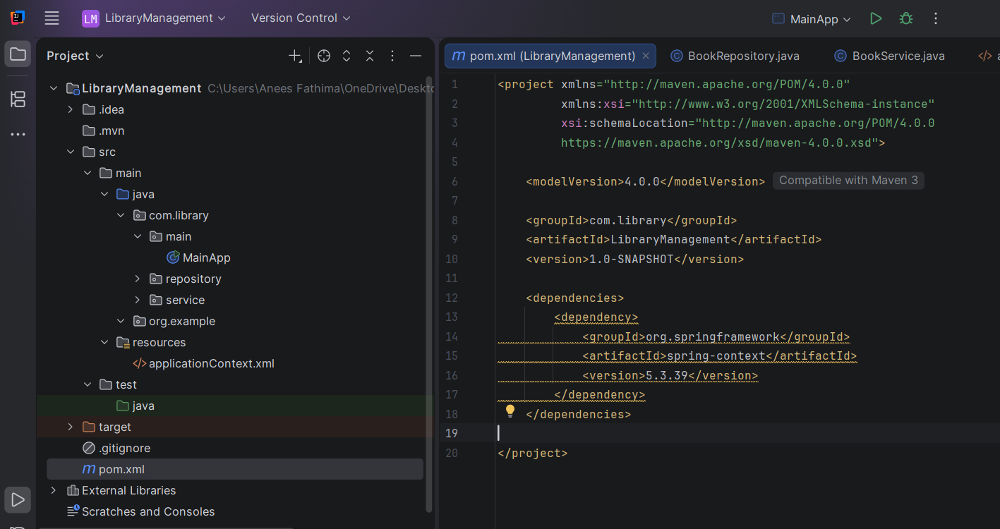 LM LibraryManagement Version Control MainApp
Project
pom.xml (LibraryManagement) BookRepository.java BookService.java
LibraryManagement C:\Users\Anees Fathima\OneDrive\Deskto
.idea
.mvn
src
main
java
com.library
main
MainApp
repository
service
org.example
resources
applicationContext.xml
test
java
target
.gitignore
pom.xml
External Libraries
Scratches and Consoles
1 <project xmlns="http://maven.apache.org/POM/4.0.0"
2 xmlns:xsi="http://www.w3.org/2001/XMLSchema-instance"
3 xsi:schemaLocation="http://maven.apache.org/POM/4.0.0
4 https://maven.apache.org/xsd/maven-4.0.0.xsd">
5
6 <modelVersion>4.0.0</modelVersion> Compatible with Maven 3
7
8 <groupId>com.library</groupId>
9 <artifactId>LibraryManagement</artifactId>
10 <version>1.0-SNAPSHOT</version>
11
12 <dependencies>
13 <dependency>
14 <groupId>org.springframework</groupId>
15 <artifactId>spring-context</artifactId>
16 <version>5.3.39</version>
17 </dependency>
18 </dependencies>
19
20 </project>